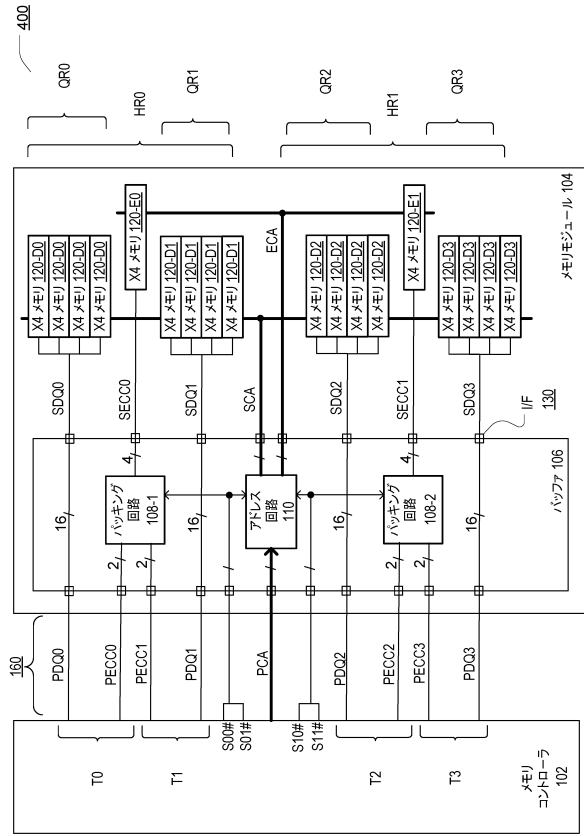 400
QR0
HR0
QR1
QR2
HR1
QR3
メモリモジュール 104
X4 メモリ 120-D0
X4 メモリ 120-D0
X4 メモリ 120-D0
X4 メモリ 120-D0
X4 メモリ 120-E0
X4 メモリ 120-D1
X4 メモリ 120-D1
X4 メモリ 120-D1
X4 メモリ 120-D1
ECA
X4 メモリ 120-D2
X4 メモリ 120-D2
X4 メモリ 120-D2
X4 メモリ 120-D2
X4 メモリ 120-E1
X4 メモリ 120-D3
X4 メモリ 120-D3
X4 メモリ 120-D3
X4 メモリ 120-D3
SDQ0
SECC0
SDQ1
SCA
SDQ2
SECC1
SDQ3
I/F
130
バッファ 106
16
4
パッキング
回路
108-1
2
2
16
アドレス
回路
110
16
4
パッキング
回路
108-2
2
2
16
160
PDQ0
PECC0
PECC1
PDQ1
PCA
PDQ2
PECC2
PECC3
PDQ3
T0
T1
S00#
S01#
S10#
S11#
T2
T3
メモリ
コントローラ
102